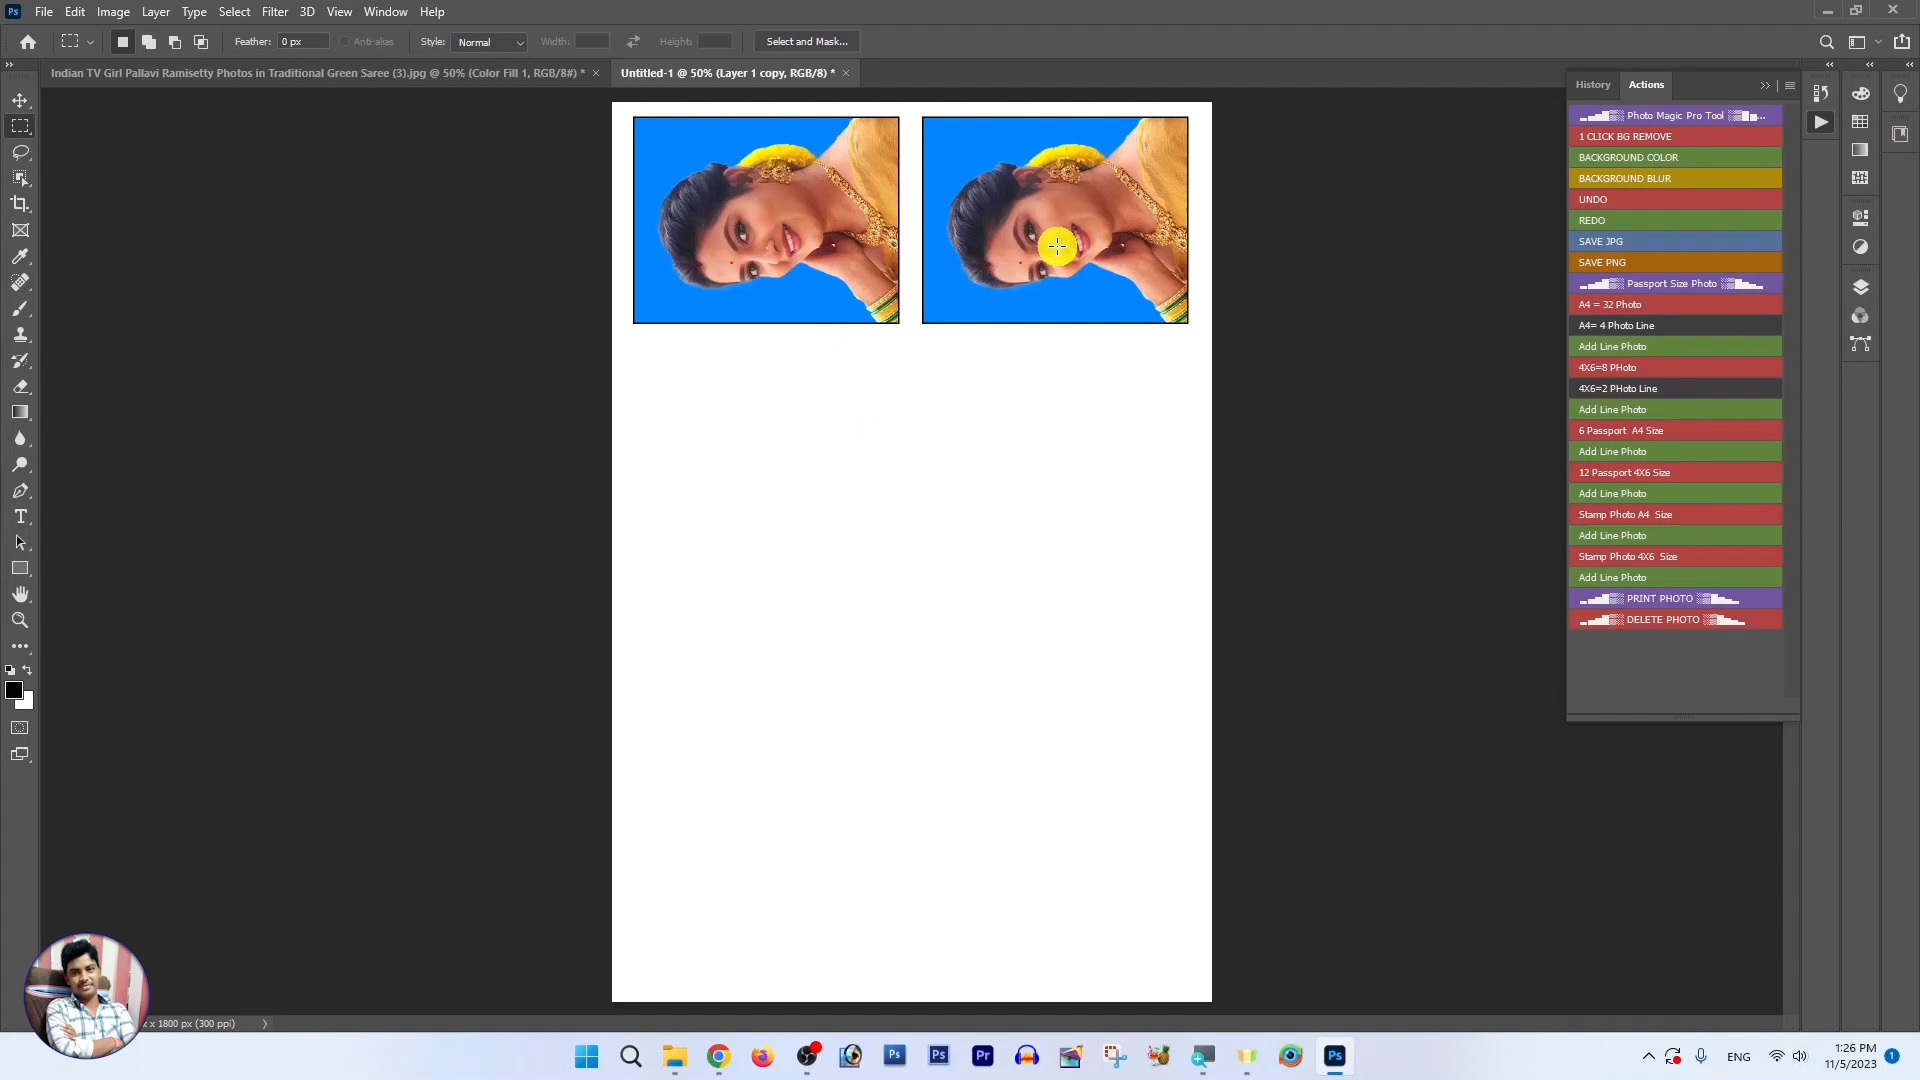 Ps File Edit Image Layer Type Select Filter 3D View Window Help
Feather: 0 px Anti-alias Style: Normal Width: Height: Select and Mask...
Indian TV Girl Pallavi Ramisetty Photos in Traditional Green Saree (3).jpg @ 50% (Color Fill 1, RGB/8#) * × Untitled-1 @ 50% (Layer 1 copy, RGB/8) * ×
History Actions
Photo Magic Pro Tool
1 CLICK BG REMOVE
BACKGROUND COLOR
BACKGROUND BLUR
UNDO
REDO
SAVE JPG
SAVE PNG
Passport Size Photo
A4 = 32 Photo
A4= 4 Photo Line
Add Line Photo
4X6=8 PHoto
4X6=2 PHoto Line
Add Line Photo
6 Passport A4 Size
Add Line Photo
12 Passport 4X6 Size
Add Line Photo
Stamp Photo A4 Size
Add Line Photo
Stamp Photo 4X6 Size
Add Line Photo
PRINT PHOTO
DELETE PHOTO
x 1800 px (300 ppi)
Ps Ps Pr Ps
ENG
1:26 PM
11/5/2023
1